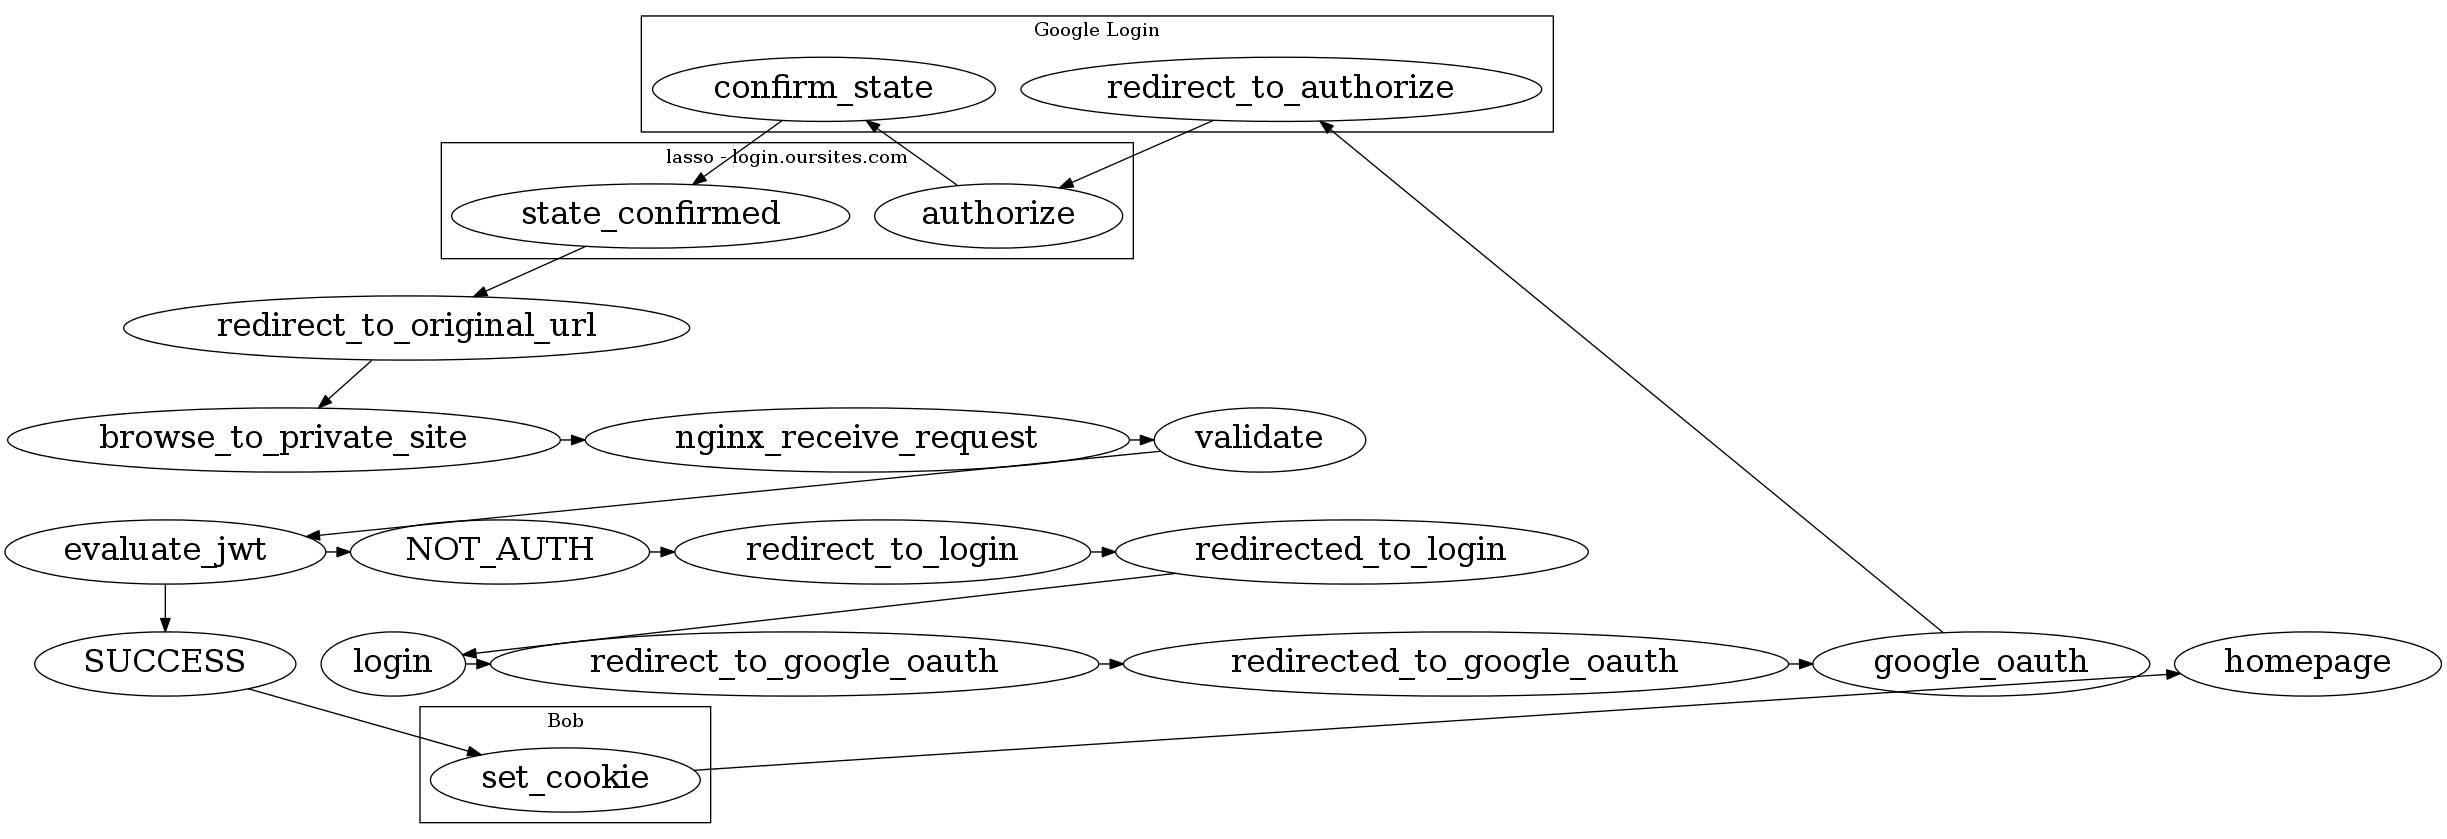 Google Login
confirm_state
redirect_to_authorize
lasso - login.oursites.com
state_confirmed
authorize
redirect_to_original_url
browse_to_private_site
nginx_receive_request
validate
evaluate_jwt
NOT_AUTH
redirect_to_login
redirected_to_login
SUCCESS
login
redirect_to_google_oauth
redirected_to_google_oauth
google_oauth
homepage
Bob
set_cookie